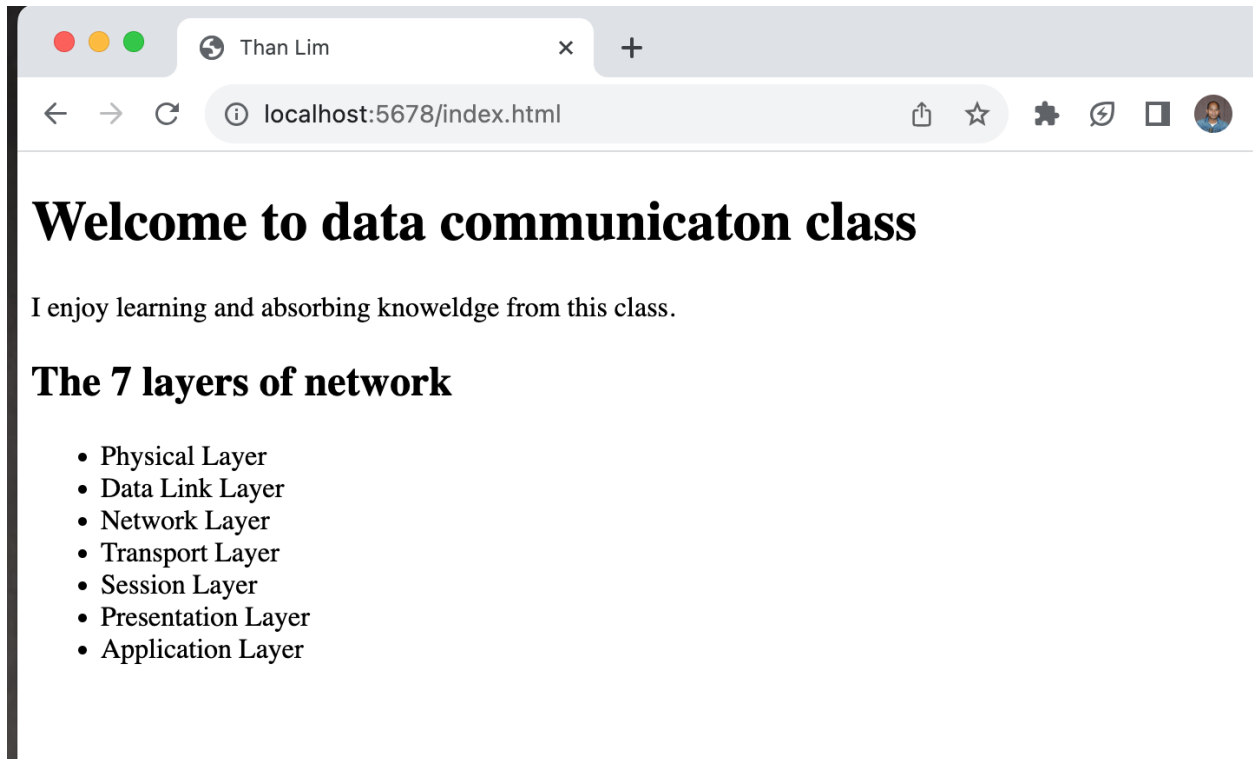 Than Lim
localhost:5678/index.html
Welcome to data communicaton class
I enjoy learning and absorbing knoweldge from this class.
The 7 layers of network
Physical Layer
Data Link Layer
Network Layer
Transport Layer
Session Layer
Presentation Layer
Application Layer